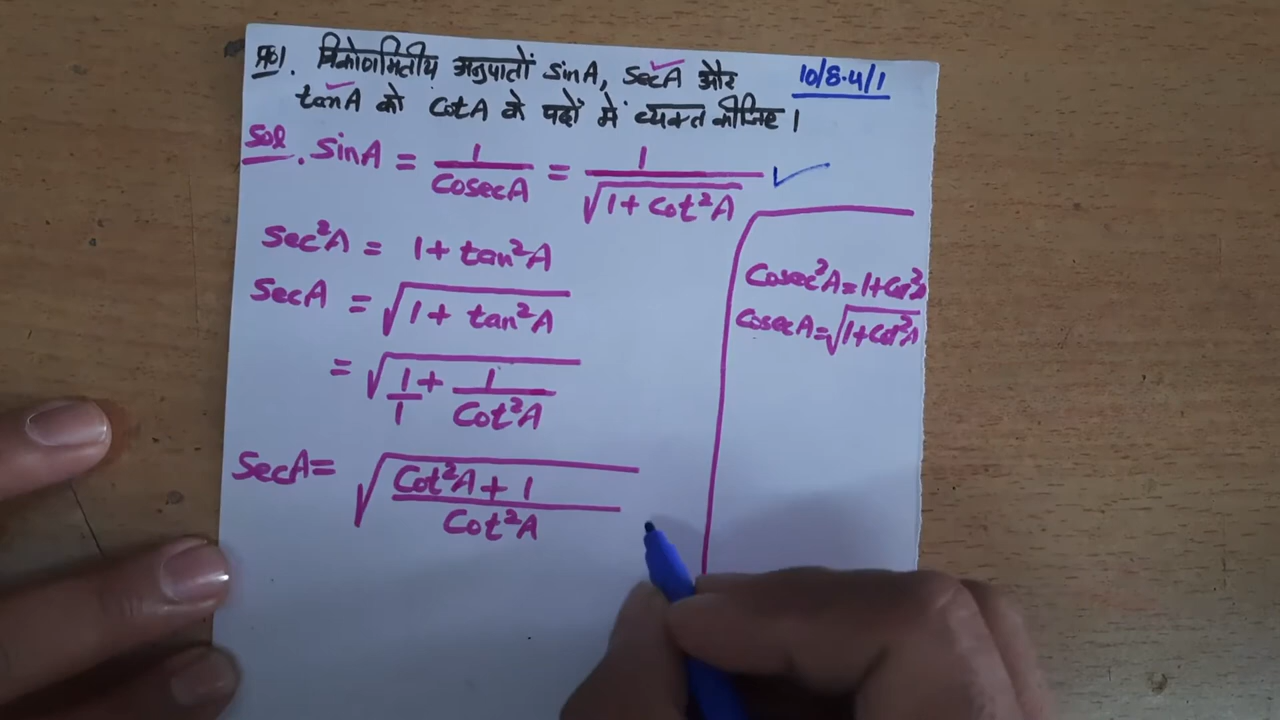 प्र01. त्रिकोणमितीय अनुपातों sinA, secA और
10/8.4/1
tanA को cotA के पदों में व्यक्त कीजिए।
Sol. sinA = 1/CosecA = 1/√(1+Cot²A) ✓
sec²A = 1+tan²A
secA = √(1+tan²A)
= √(1/1 + 1/Cot²A)
secA = √((Cot²A+1)/Cot²A)
Cosec²A=1+Cot²A
CosecA=√(1+Cot²A)